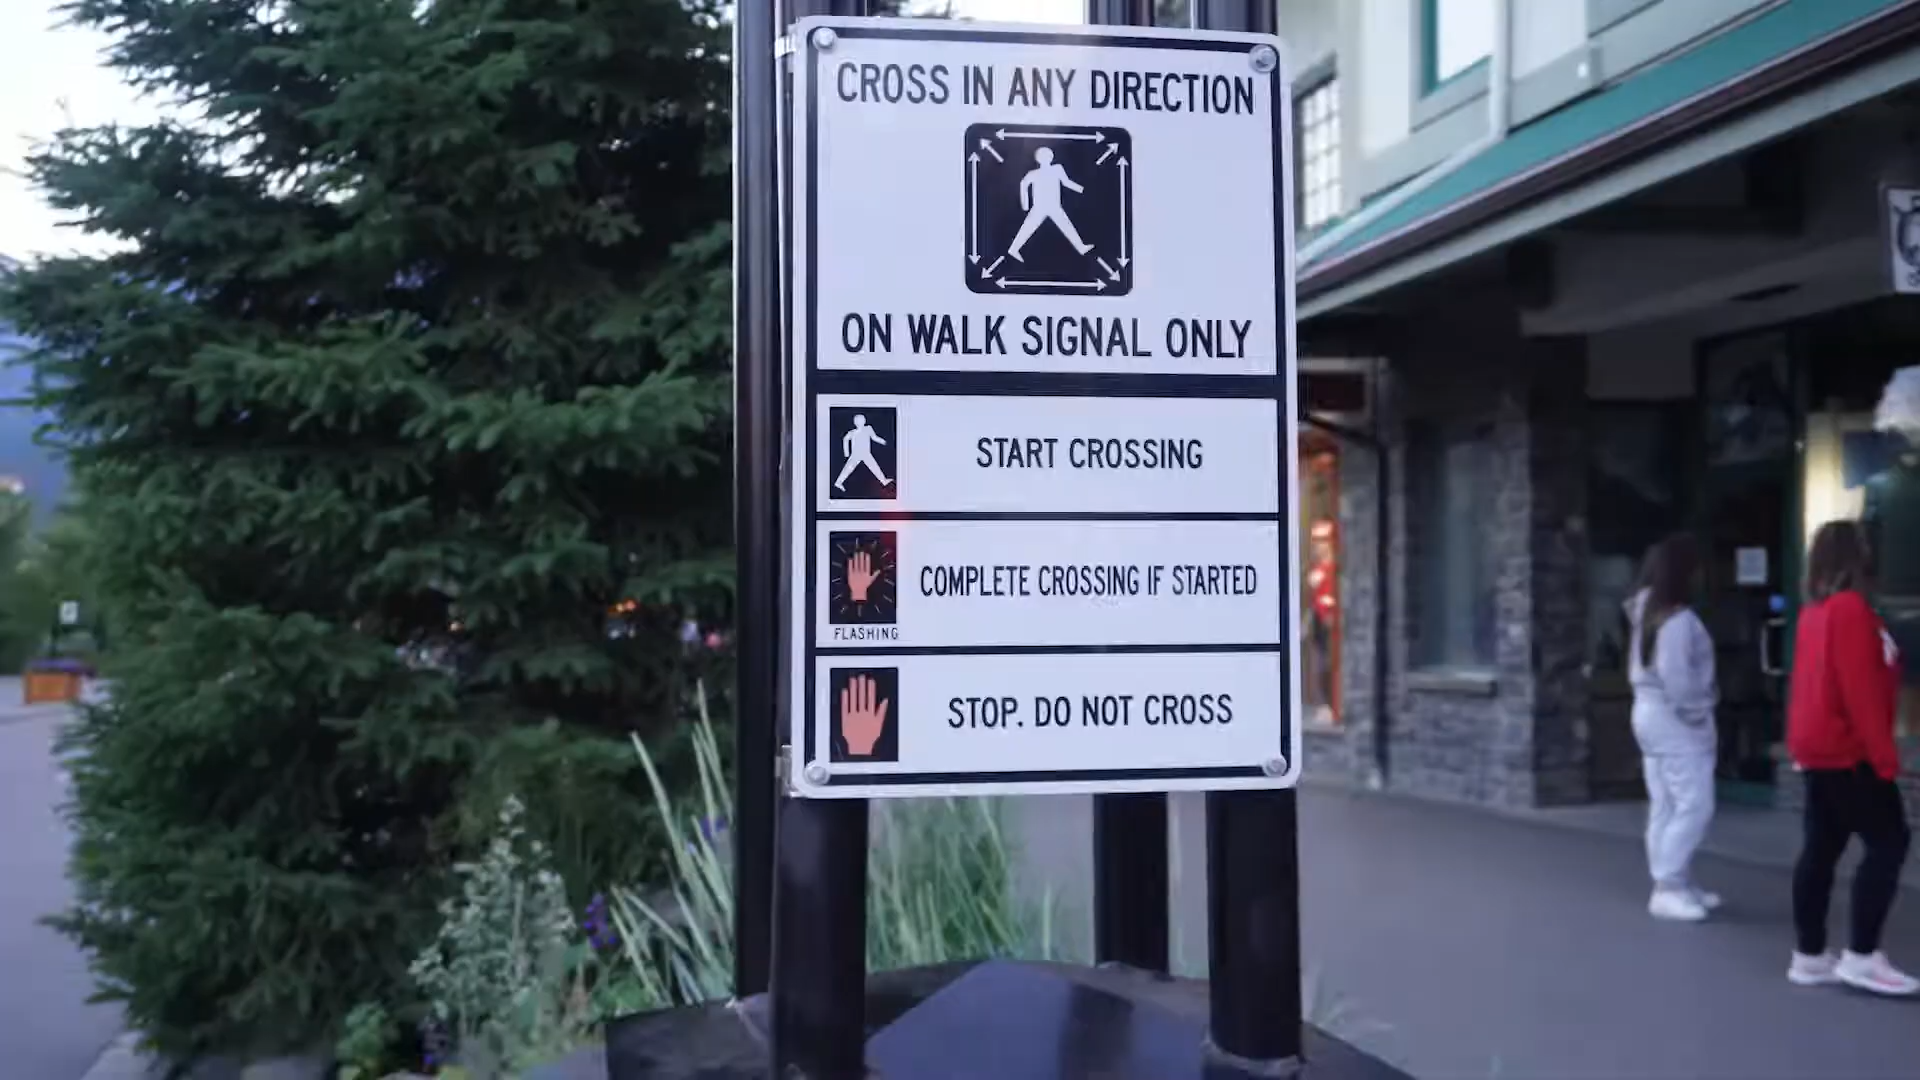 CROSS IN ANY DIRECTION
ON WALK SIGNAL ONLY
START CROSSING
COMPLETE CROSSING IF STARTED
FLASHING
STOP. DO NOT CROSS